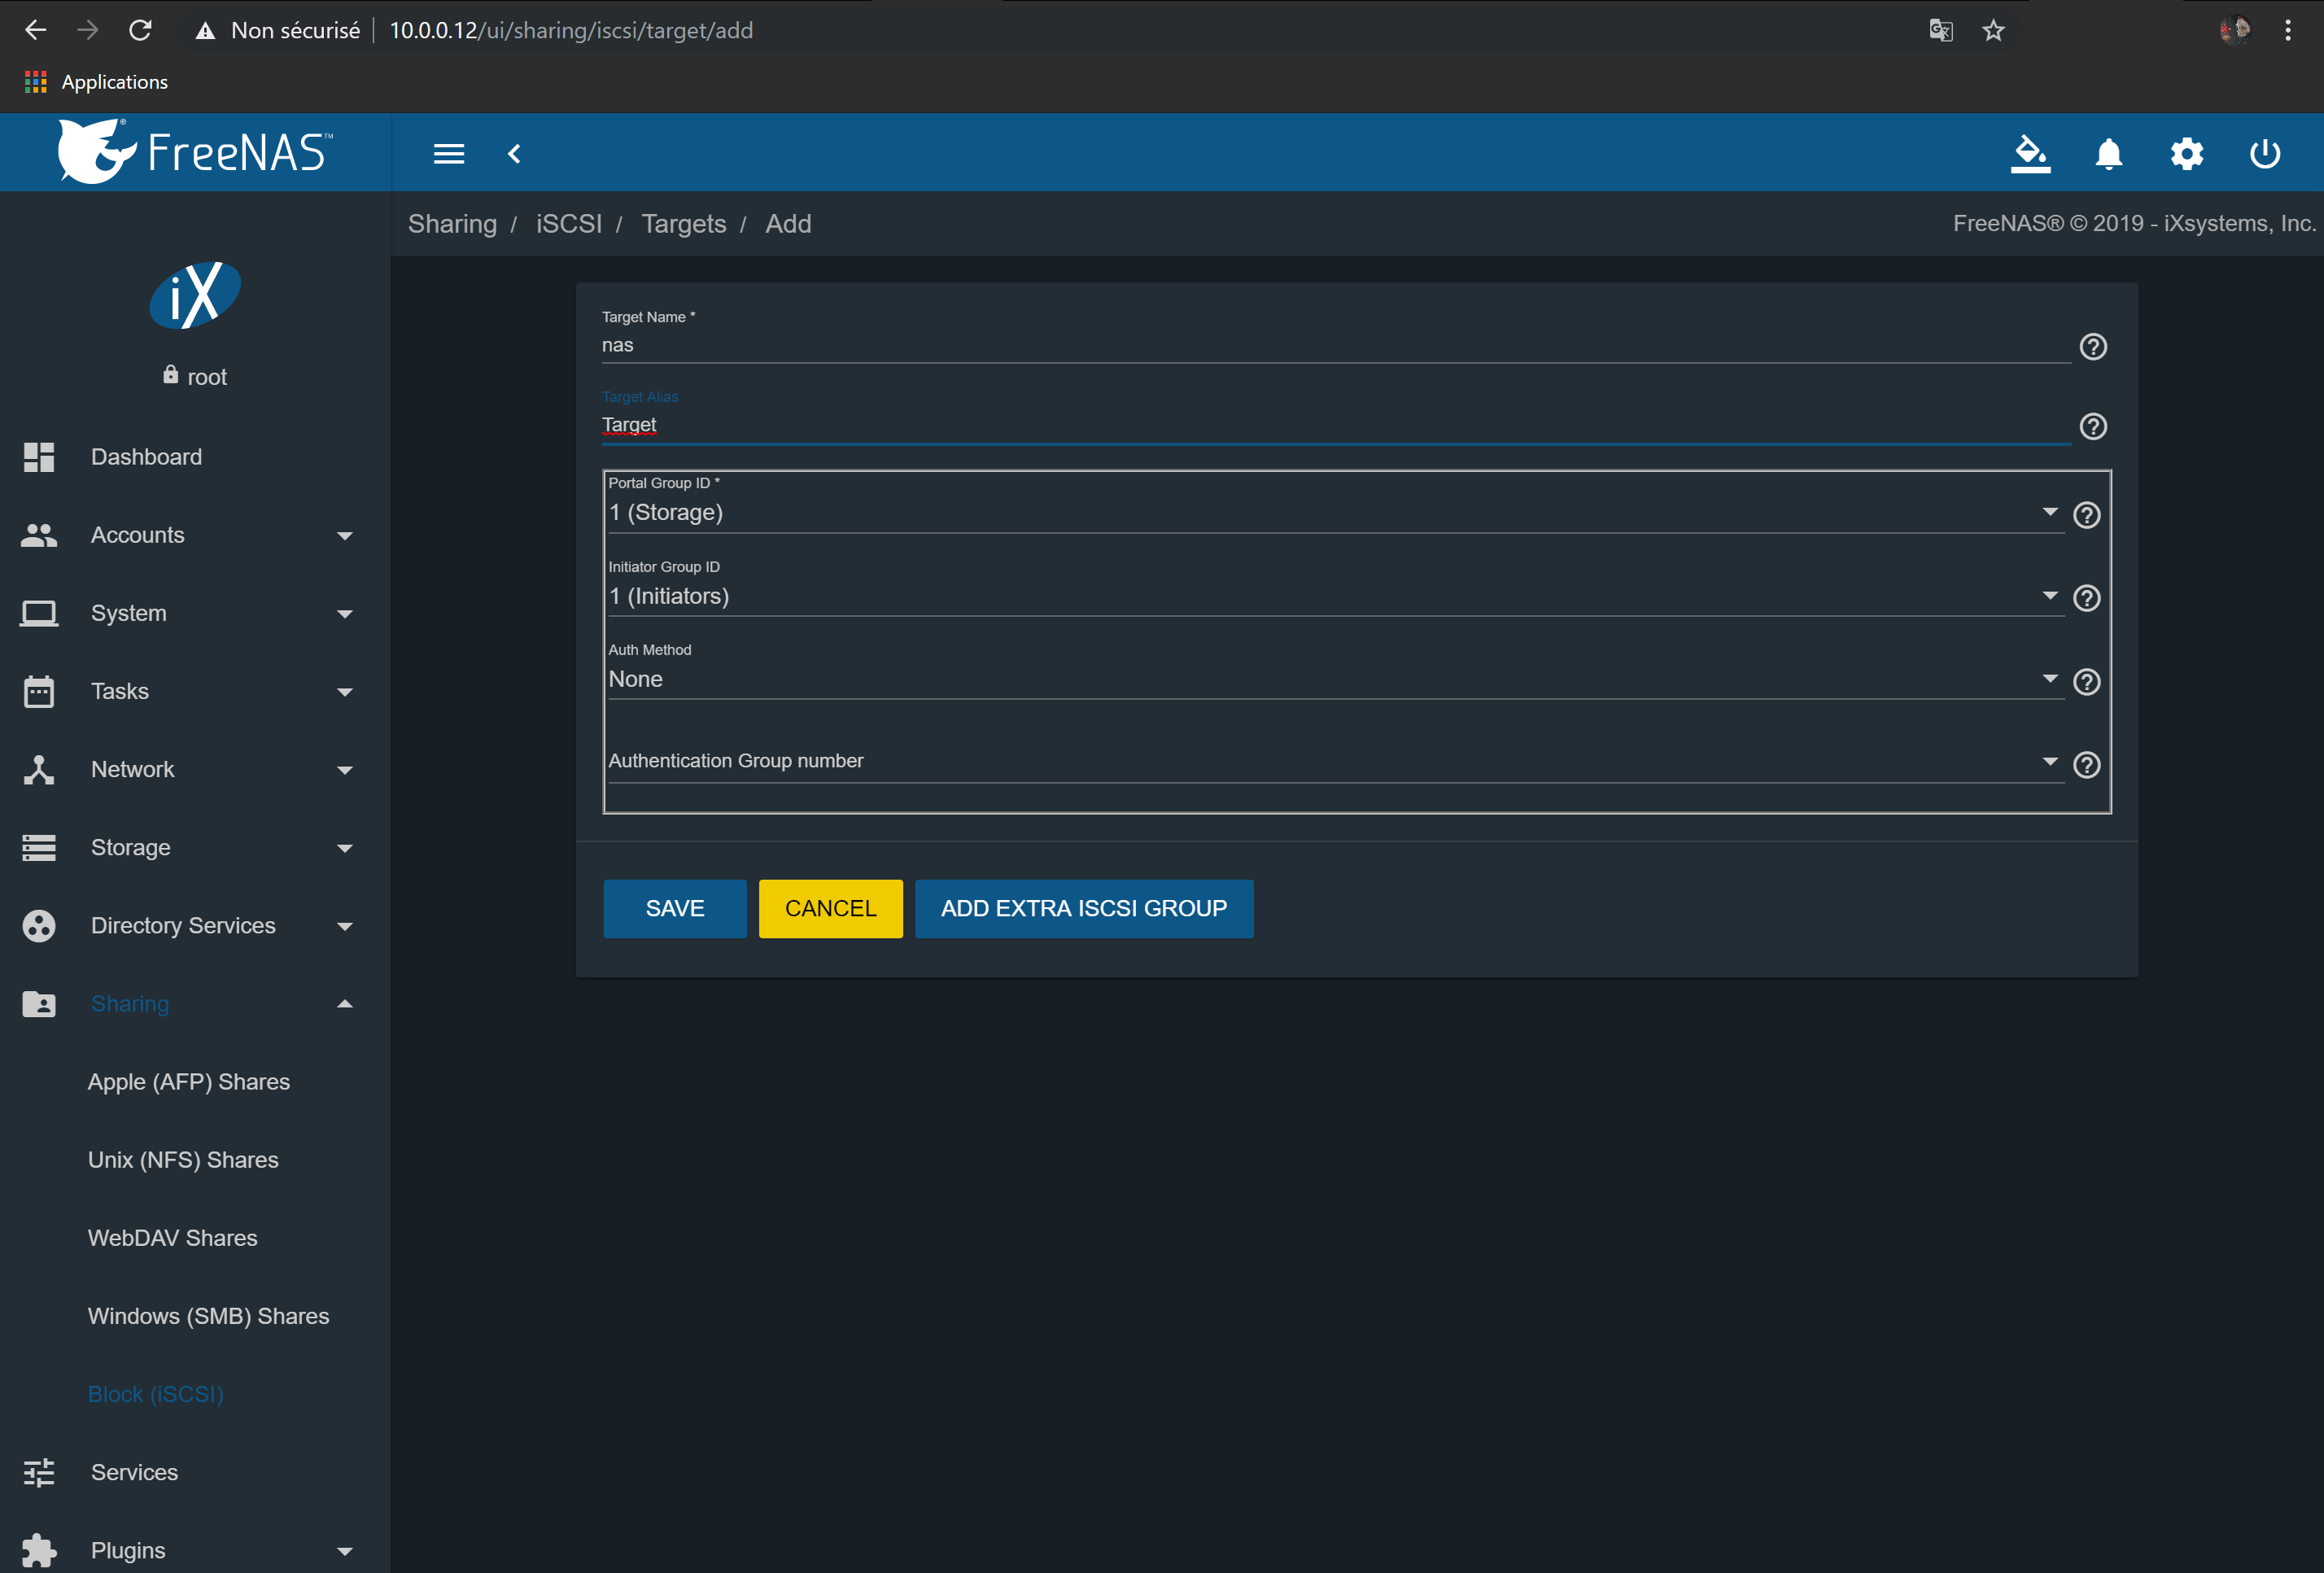 Non sécurisé 10.0.0.12/ui/sharing/iscsi/target/add
Applications
FreeNAS™
Sharing / iSCSI / Targets / Add
FreeNAS® © 2019 - iXsystems, Inc.
iX
root
Dashboard
Accounts
System
Tasks
Network
Storage
Directory Services
Sharing
Apple (AFP) Shares
Unix (NFS) Shares
WebDAV Shares
Windows (SMB) Shares
Block (iSCSI)
Services
Plugins
Target Name *
nas
Target Alias
Target
Portal Group ID *
1 (Storage)
Initiator Group ID
1 (Initiators)
Auth Method
None
Authentication Group number
SAVE CANCEL ADD EXTRA ISCSI GROUP